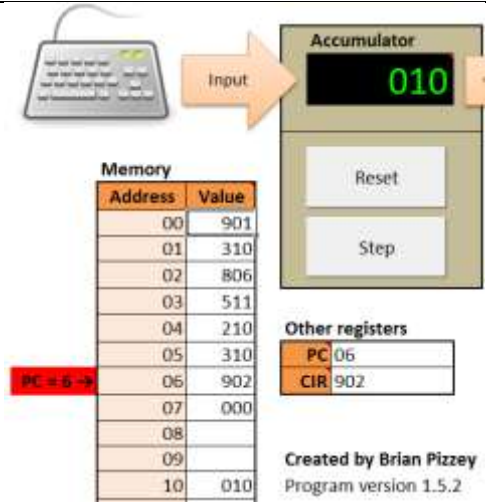 Accumulator
Input
010
Memory
Address Value
Reset
00 901
01 310
02 806
Step
03 511
04 210
Other registers
05 310
PC 06
PC = 6 → 06 902
CIR 902
07 000
08
09
Created by Brian Pizzey
10 010
Program version 1.5.2